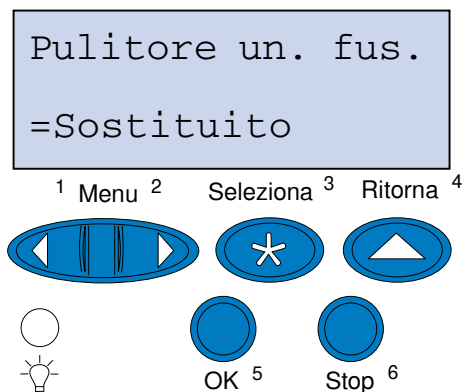 Pulitore un. fus.
=Sostituito
1 Menu 2 Seleziona 3 Ritorna 4
OK 5 Stop 6